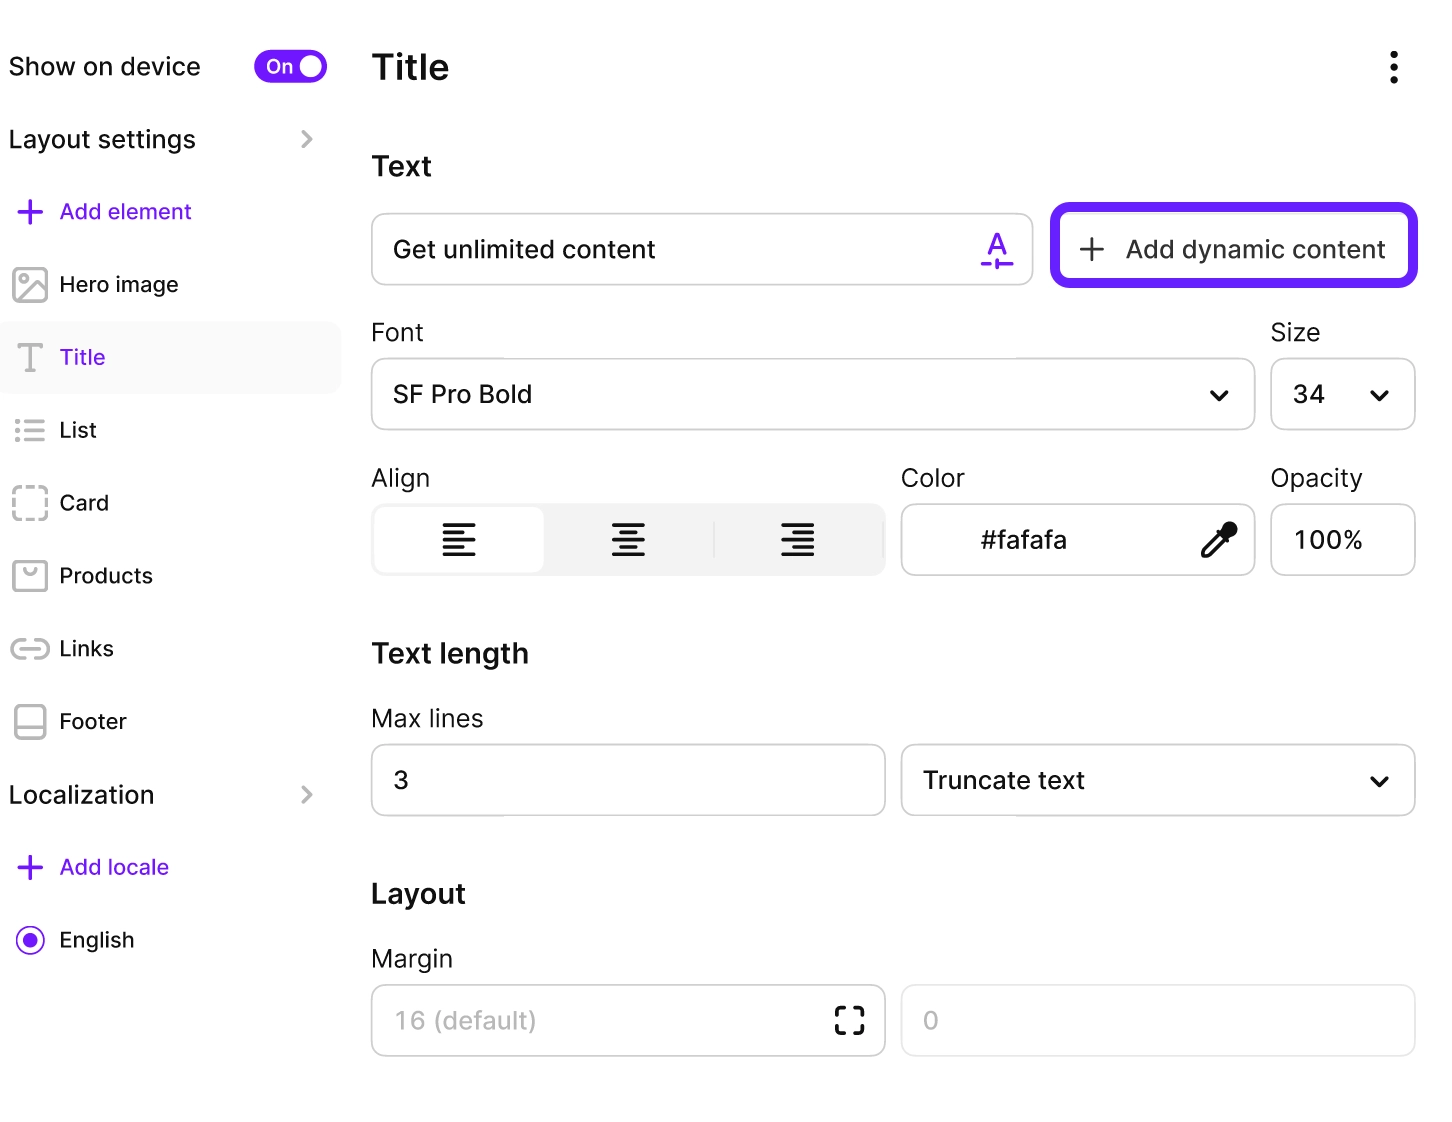 Show on device
On
Layout settings
Add element
Hero image
Title
List
Card
Products
Links
Footer
Localization
Add locale
English
Title
Text
Get unlimited content
A
Add dynamic content
Font
Size
SF Pro Bold
34
Align
Color
Opacity
#fafafa
100%
Text length
Max lines
3
Truncate text
Layout
Margin
16 (default)
0